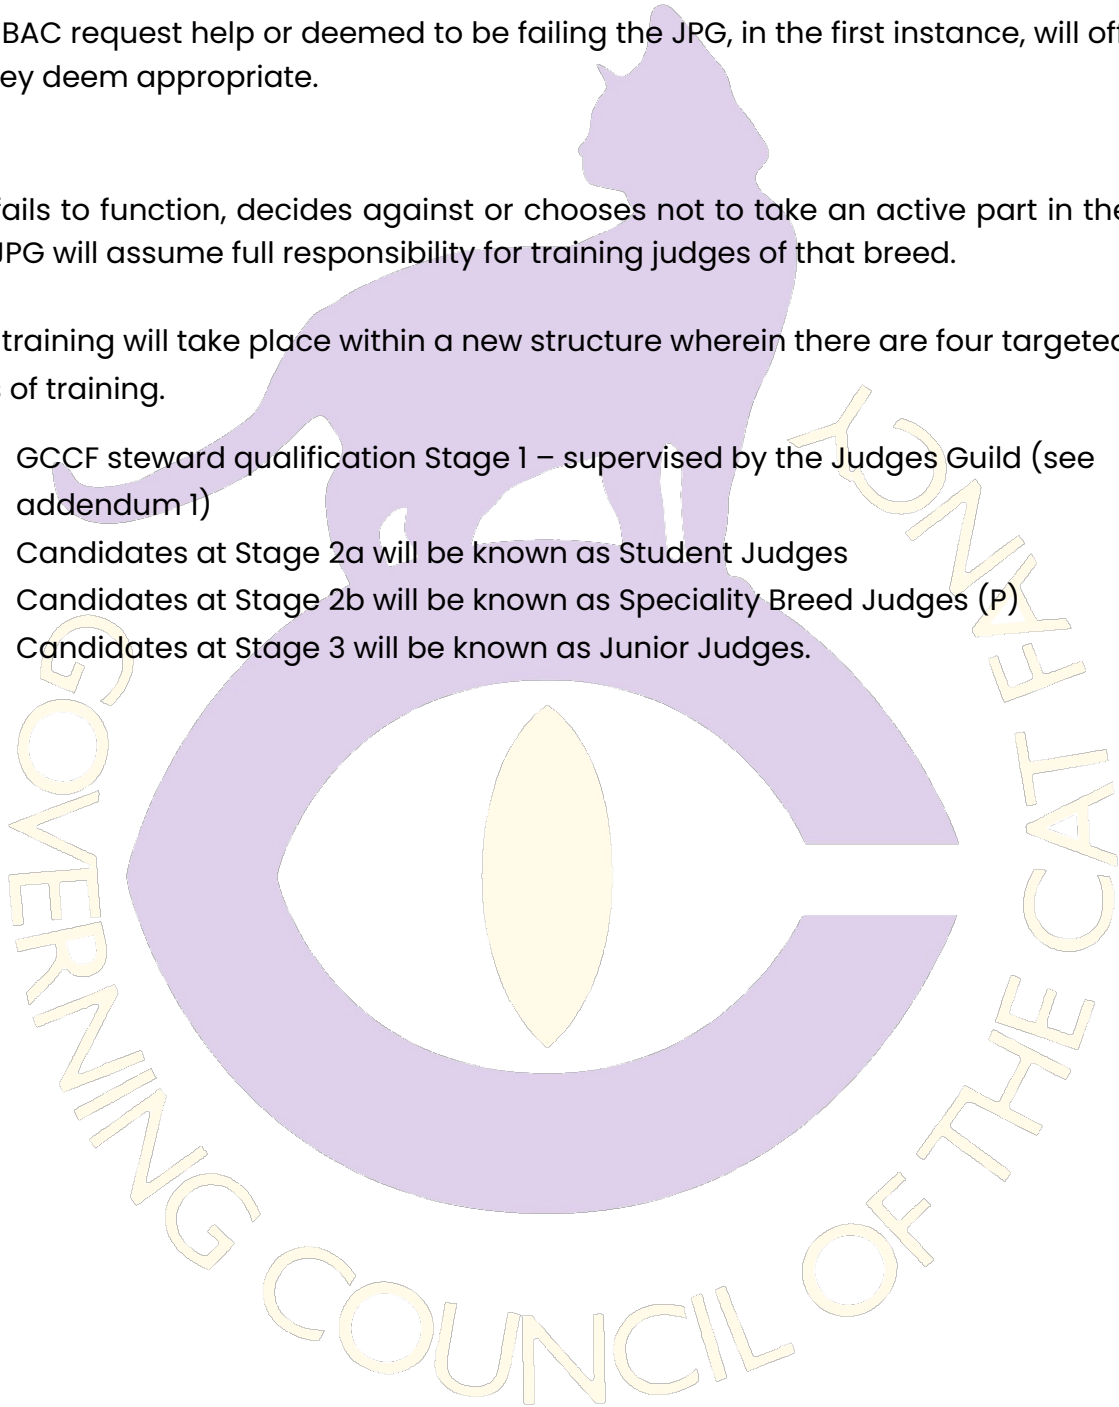 BAC request help or deemed to be failing the JPG, in the first instance, will
deem appropriate.
to function, decides against or chooses not to take an active part in the
JPG will assume full responsibility for training judges of that breed.
training will take place within a new structure wherein there are four targeted
of training.
GCCF steward qualification Stage 1 – supervised by the Judges Guild (see
addendum 1)
Candidates at Stage 2a will be known as Student Judges
Candidates at Stage 2b will be known as Speciality Breed Judges (P)
Candidates at Stage 3 will be known as Junior Judges.
GOVERNING COUNCIL OF THE CAT FANCY